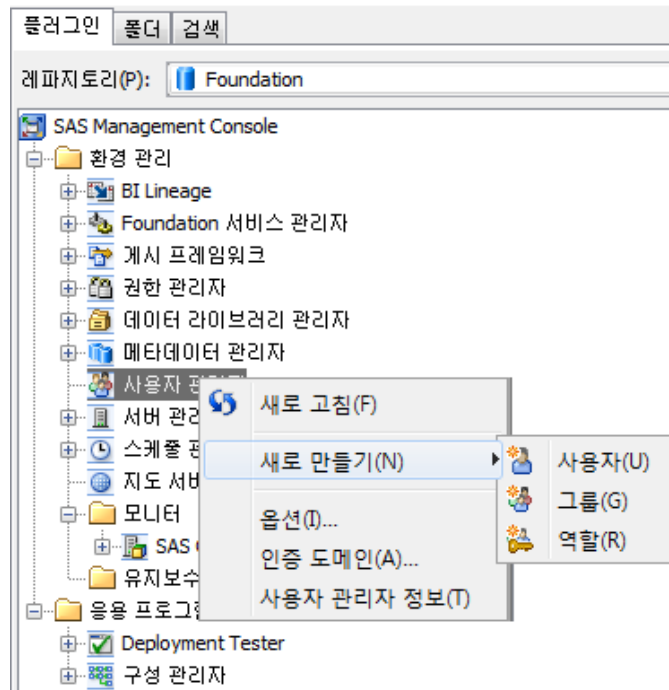 플러그인 폴더 검색
레파지토리(P): Foundation
SAS Management Console
환경 관리
BI Lineage
Foundation 서비스 관리자
게시 프레임워크
권한 관리자
데이터 라이브러리 관리자
메타데이터 관리자
사용자
서버 관리
스케줄
지도 서버
모니터
SAS
유지보수
응용 프로그램
Deployment Tester
구성 관리자
새로 고침(F)
새로 만들기(N)
옵션(I)...
인증 도메인(A)...
사용자 관리자 정보(T)
사용자(U)
그룹(G)
역할(R)